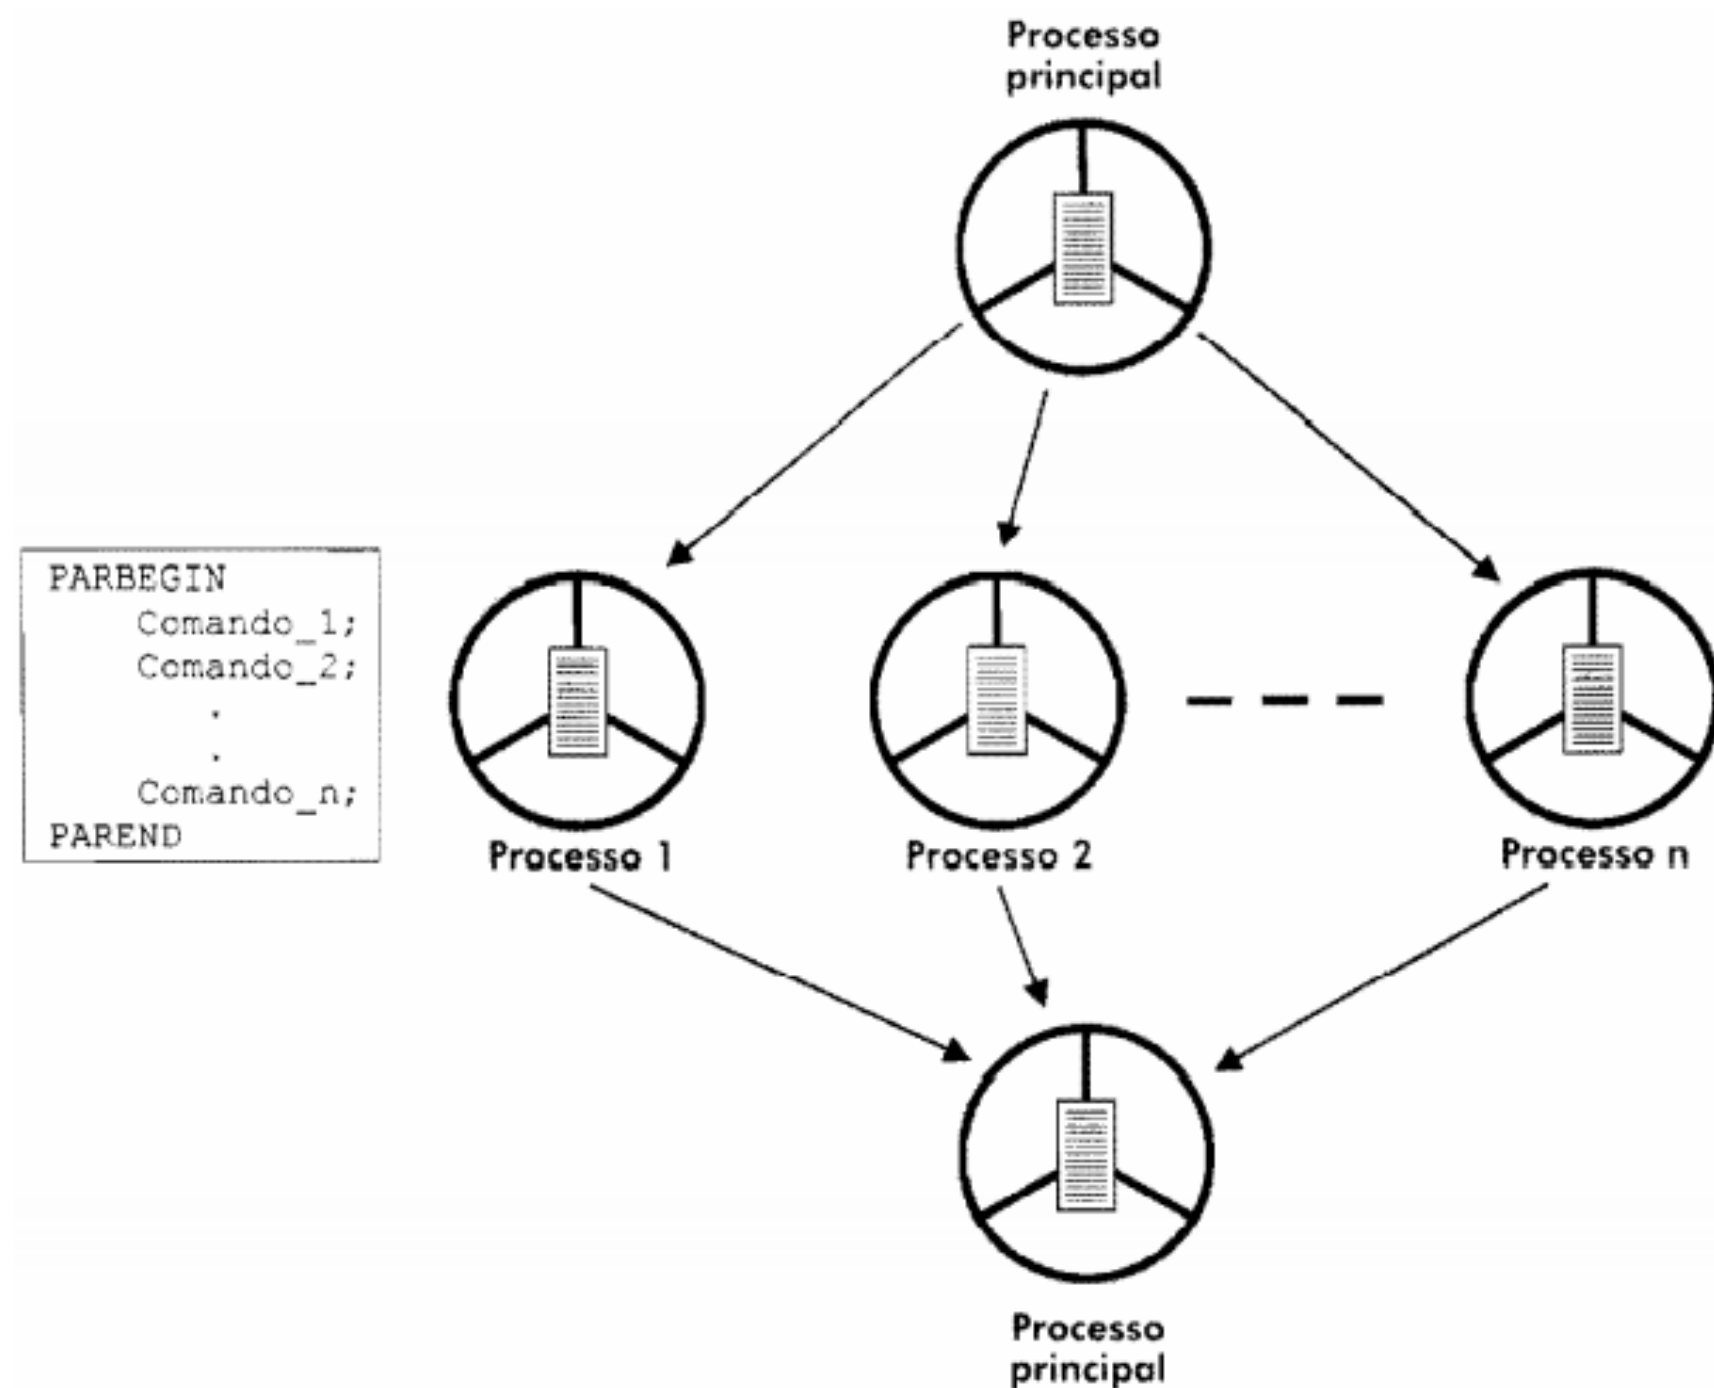 Processo
principal
PARBEGIN
Comando_1;
Comando_2;
.
.
Comando_n;
PAREND
Processo 1
Processo 2
Processo n
Processo
principal